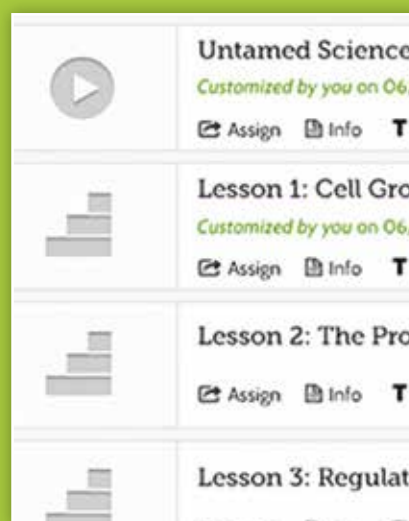 Untamed Science
Customized by you on 06
Assign Info T
Lesson 1: Cell Gro
Customized by you on 06
Assign Info T
Lesson 2: The Pro
Assign Info T
Lesson 3: Regulat